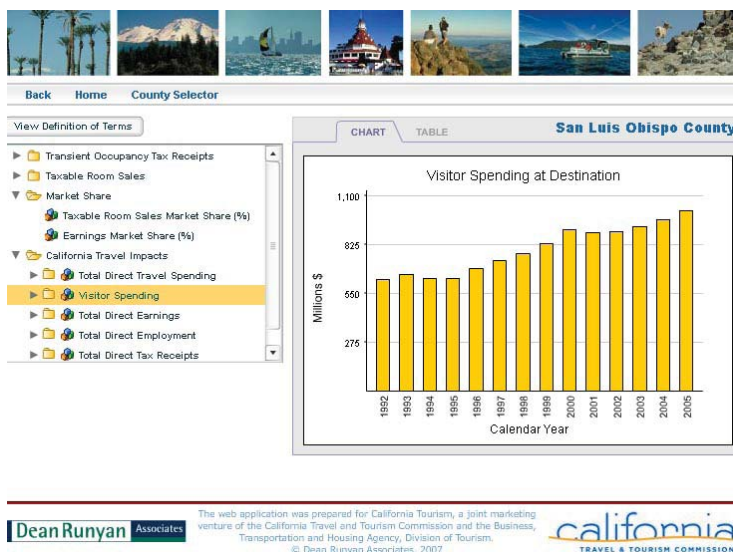 Back Home County Selector
View Definition of Terms
Transient Occupancy Tax Receipts
Taxable Room Sales
Market Share
Taxable Room Sales Market Share (%)
Earnings Market Share (%)
California Travel Impacts
Total Direct Travel Spending
Visitor Spending
Total Direct Earnings
Total Direct Employment
Total Direct Tax Receipts
CHART TABLE San Luis Obispo County
Visitor Spending at Destination
Millions $
1,100
825
550
275
1992 1993 1994 1995 1996 1997 1998 1999 2000 2001 2002 2003 2004 2005
Calendar Year
Dean Runyan Associates
The web application was prepared for California Tourism, a joint marketing
venture of the California Travel and Tourism Commission and the Business,
Transportation and Housing Agency, Division of Tourism.
© Dean Runyan Associates, 2007
california
TRAVEL & TOURISM COMMISSION